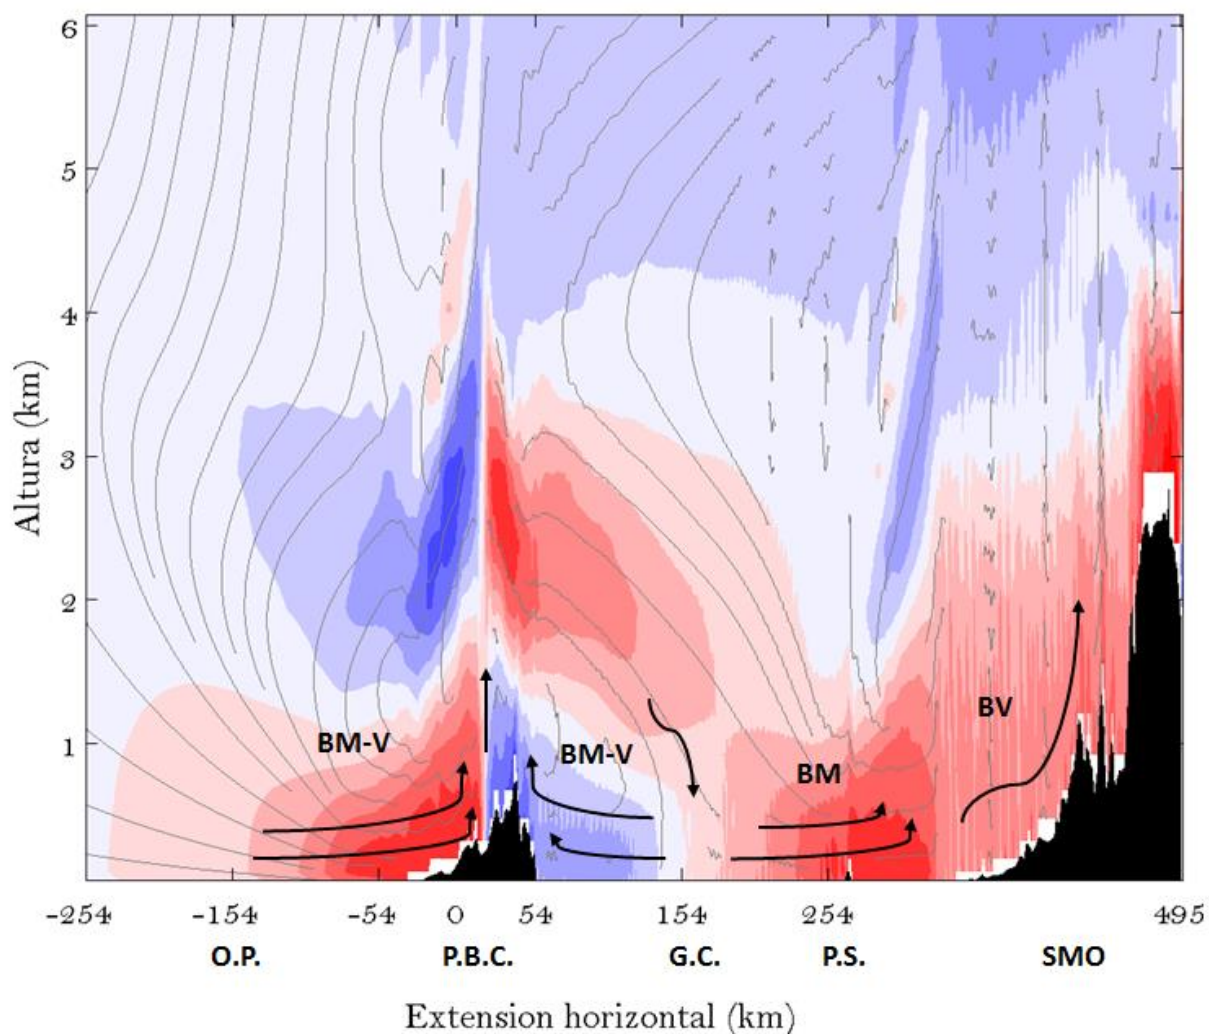 6
5
4
3
2
1
Altura (km)
BM-V
BM-V
BM
BV
-254 -154 -54 0 54 154 254 495
O.P. P.B.C. G.C. P.S. SMO
Extension horizontal (km)